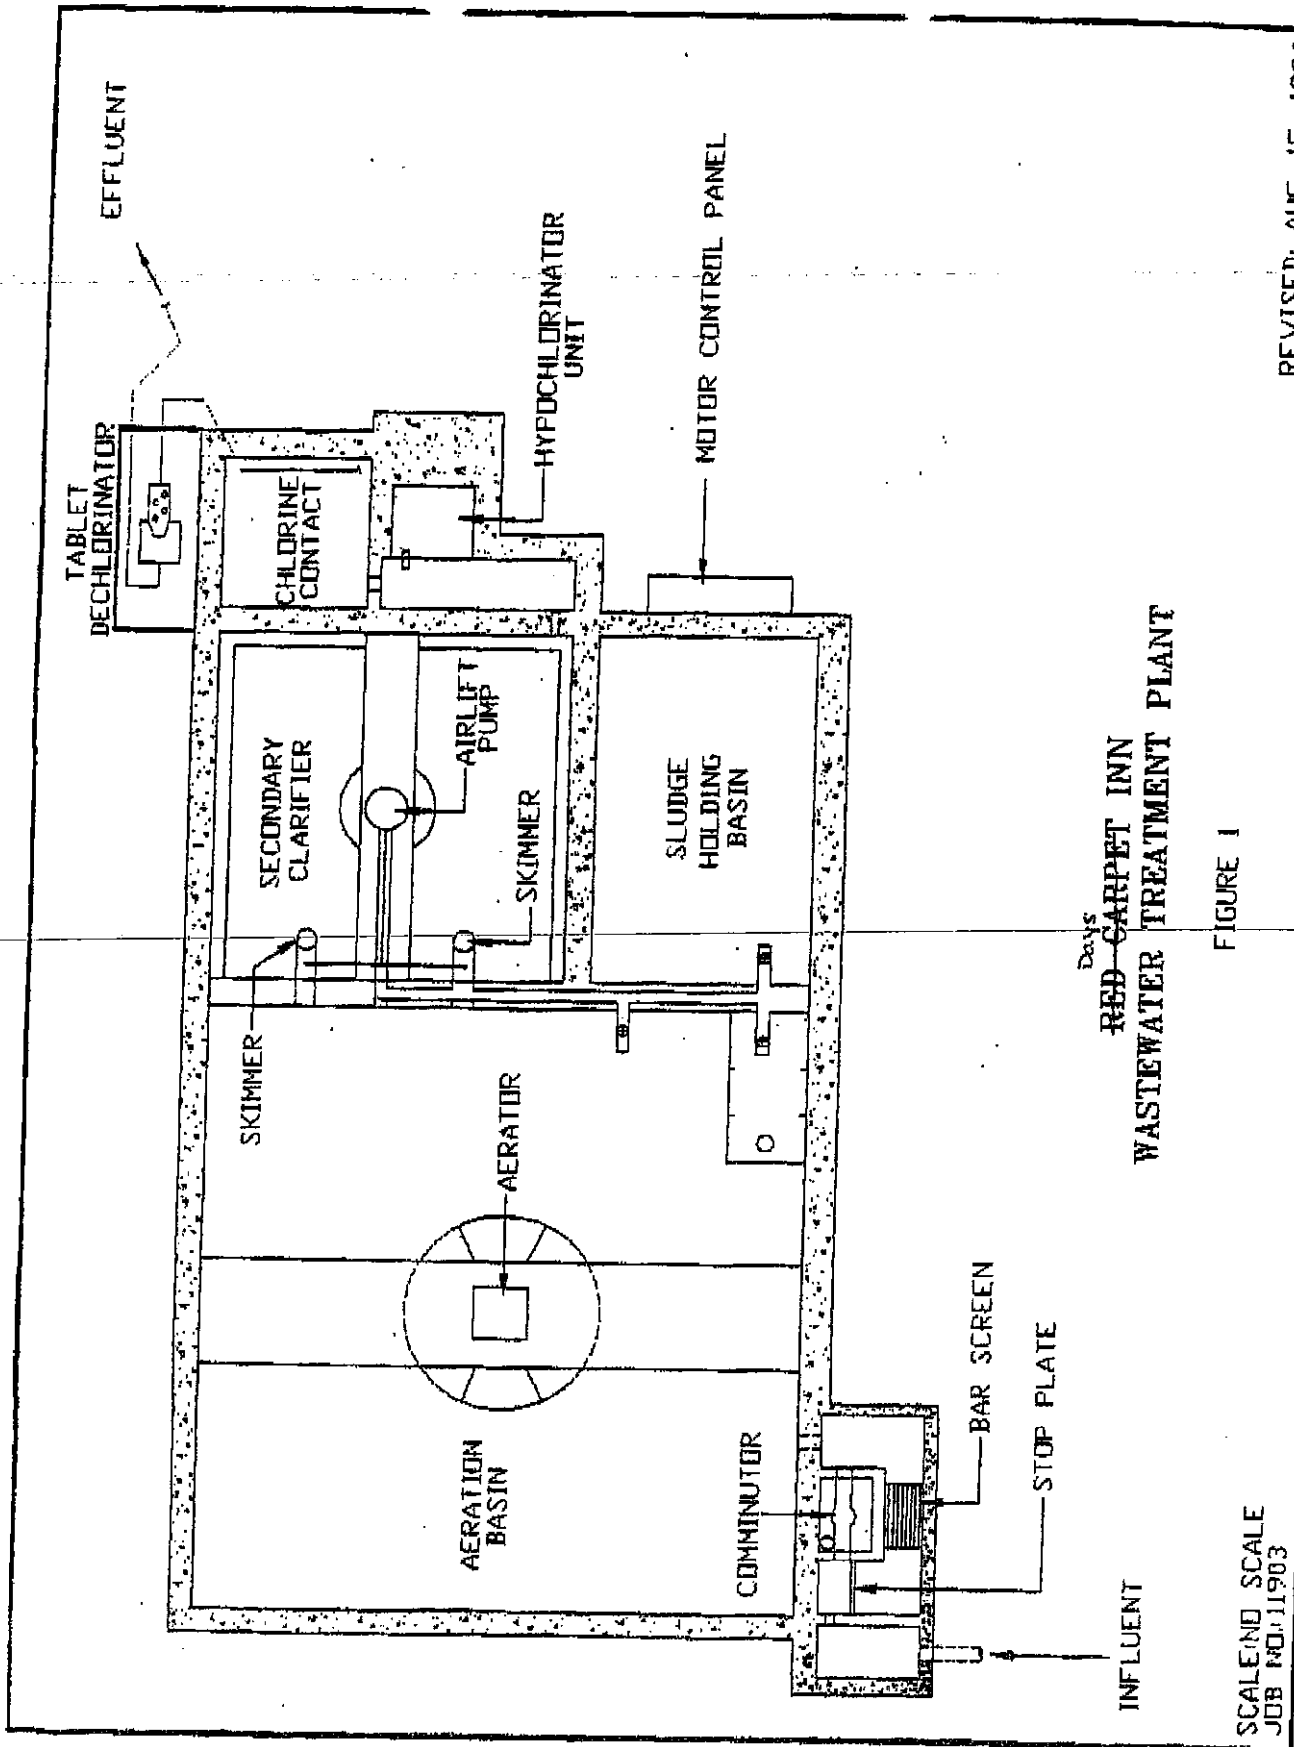 EFFLUENT
TABLET
DECHLORINATOR
CHLORINE
CONTACT
HYPOCHLORINATOR
UNIT
MOTOR CONTROL PANEL
SECONDARY
CLARIFIER
AIRLIFT
PUMP
SKIMMER
SKIMMER
SLUDGE
HOLDING
BASIN
AERATOR
AERATION
BASIN
COMMINUTOR
BAR SCREEN
STOP PLATE
INFLUENT
Days
RED CARPET INN
WASTEWATER TREATMENT PLANT
FIGURE 1
SCALE:NO SCALE
JOB NO.:11903
REVISED: AUG.